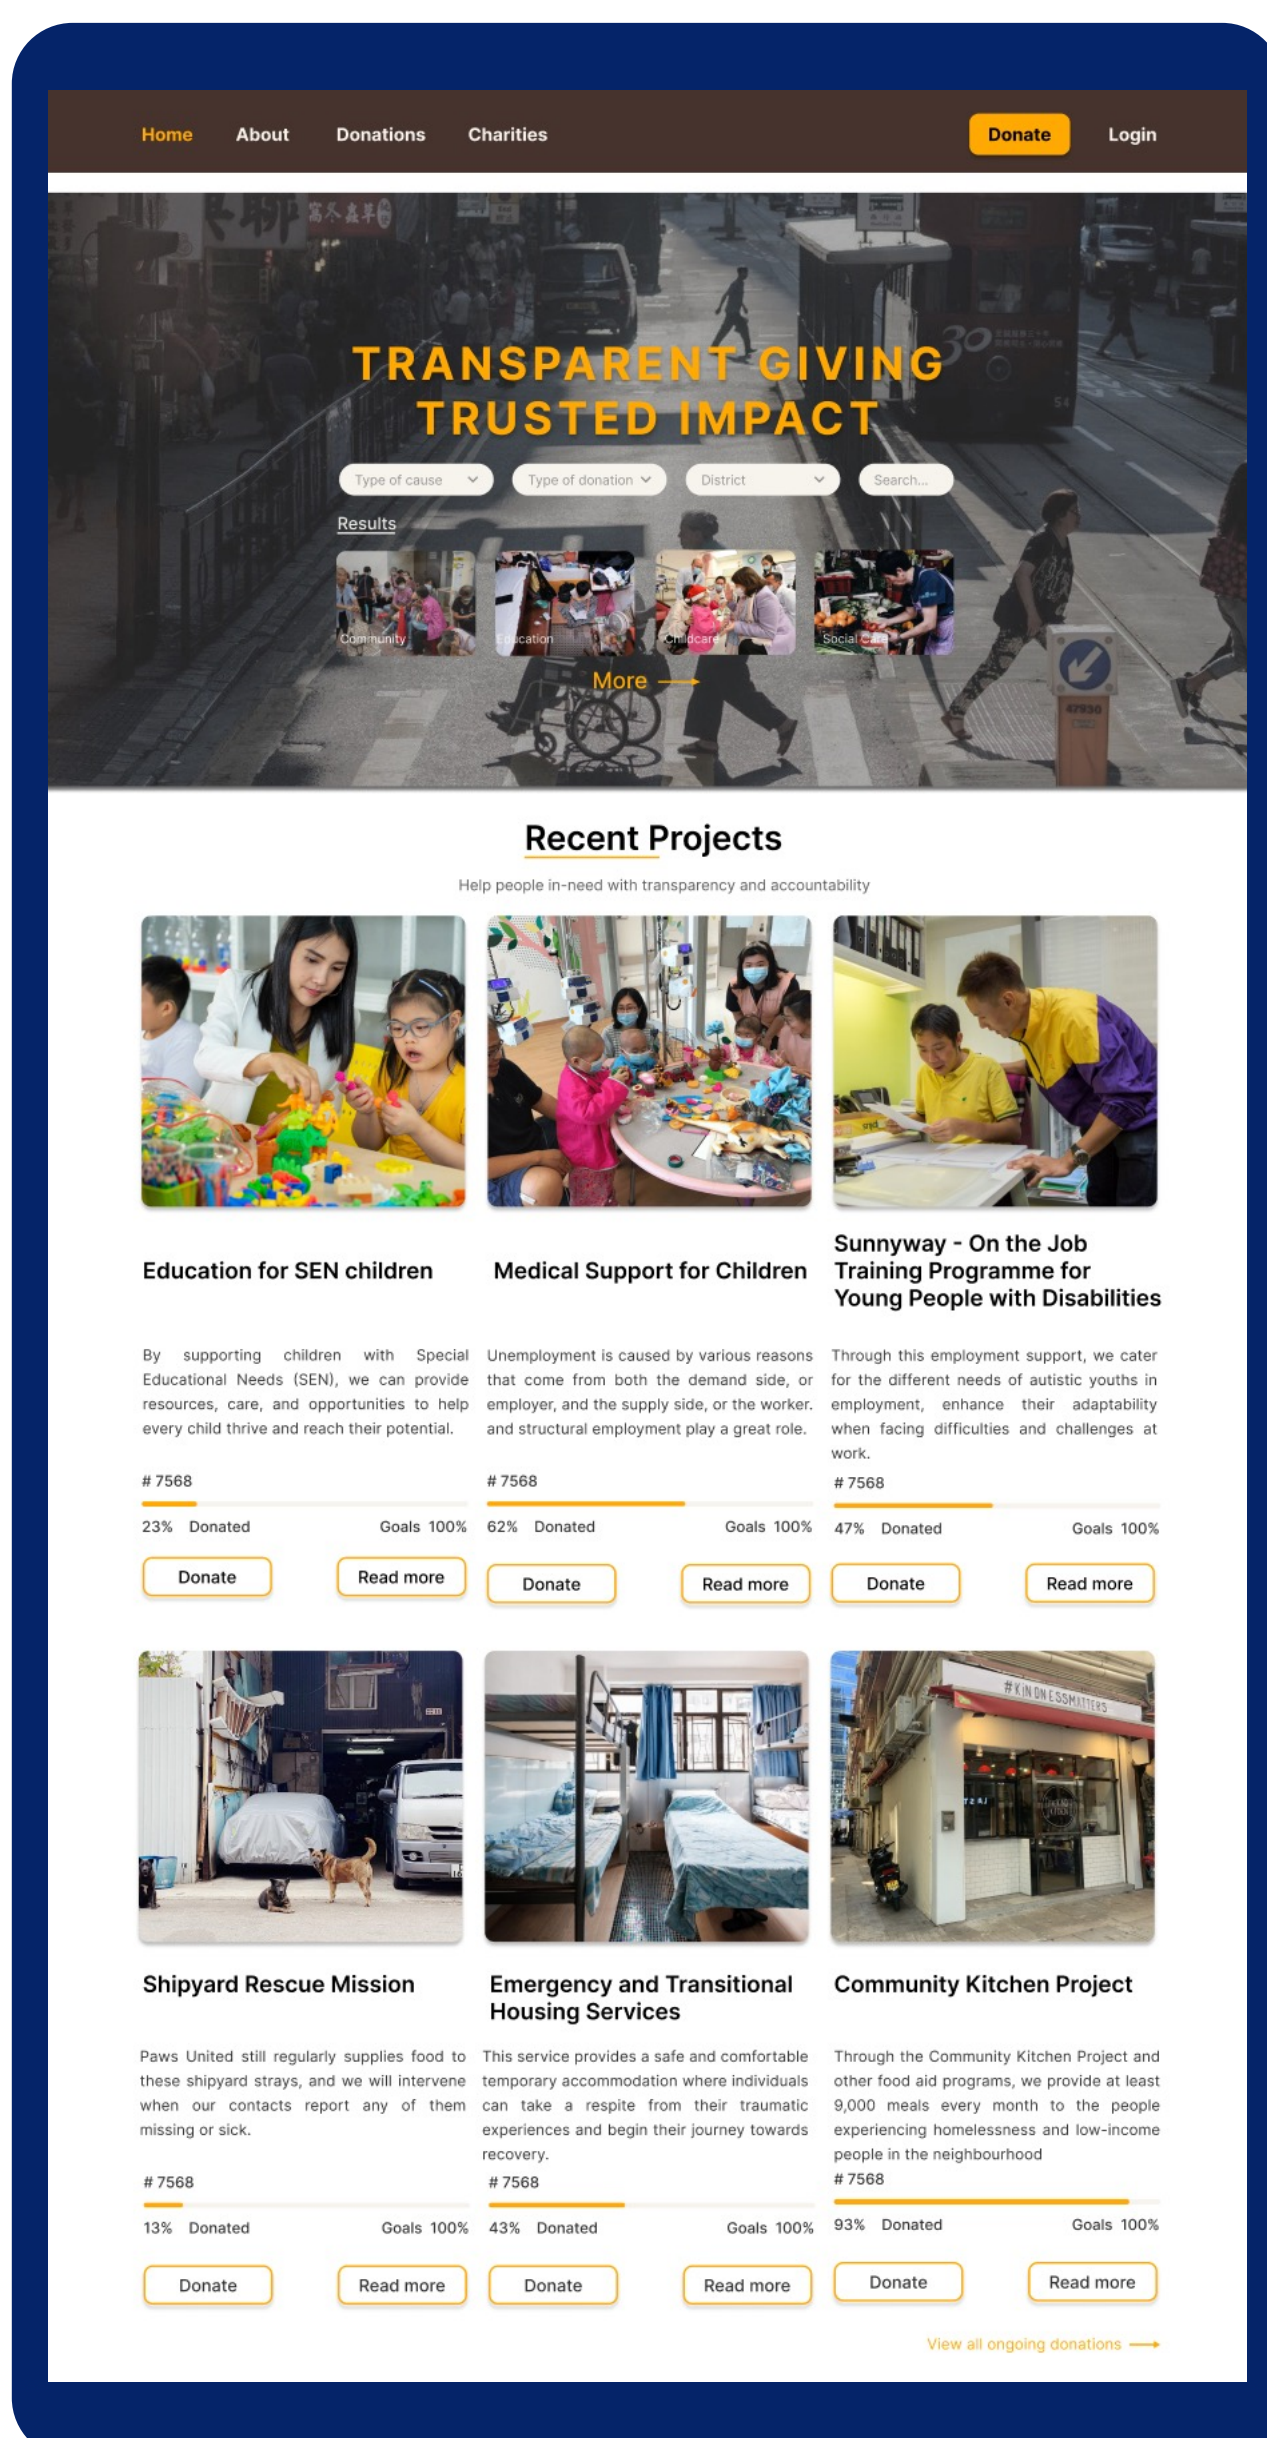 Home About Donations Charities Donate Login
富冬蟲草
30
54
TRANSPARENT GIVING
TRUSTED IMPACT
Type of cause Type of donation District Search...
Results
Community Education Childcare Social Care
More
47930
Recent Projects
Help people in-need with transparency and accountability
Education for SEN children
By supporting children with Special
Educational Needs (SEN), we can provide
resources, care, and opportunities to help
every child thrive and reach their potential.
# 7568
23% Donated Goals 100%
Donate Read more
Medical Support for Children
Unemployment is caused by various reasons
that come from both the demand side, or
employer, and the supply side, or the worker.
and structural employment play a great role.
# 7568
62% Donated Goals 100%
Donate Read more
Sunnyway - On the Job
Training Programme for
Young People with Disabilities
Through this employment support, we cater
for the different needs of autistic youths in
employment, enhance their adaptability
when facing difficulties and challenges at
work.
# 7568
47% Donated Goals 100%
Donate Read more
Shipyard Rescue Mission
Paws United still regularly supplies food to
these shipyard strays, and we will intervene
when our contacts report any of them
missing or sick.
# 7568
13% Donated Goals 100%
Donate Read more
Emergency and Transitional
Housing Services
This service provides a safe and comfortable
temporary accommodation where individuals
can take a respite from their traumatic
experiences and begin their journey towards
recovery.
# 7568
43% Donated Goals 100%
Donate Read more
#KINDNESSMATTERS
Community Kitchen Project
Through the Community Kitchen Project and
other food aid programs, we provide at least
9,000 meals every month to the people
experiencing homelessness and low-income
people in the neighbourhood
# 7568
93% Donated Goals 100%
Donate Read more
View all ongoing donations